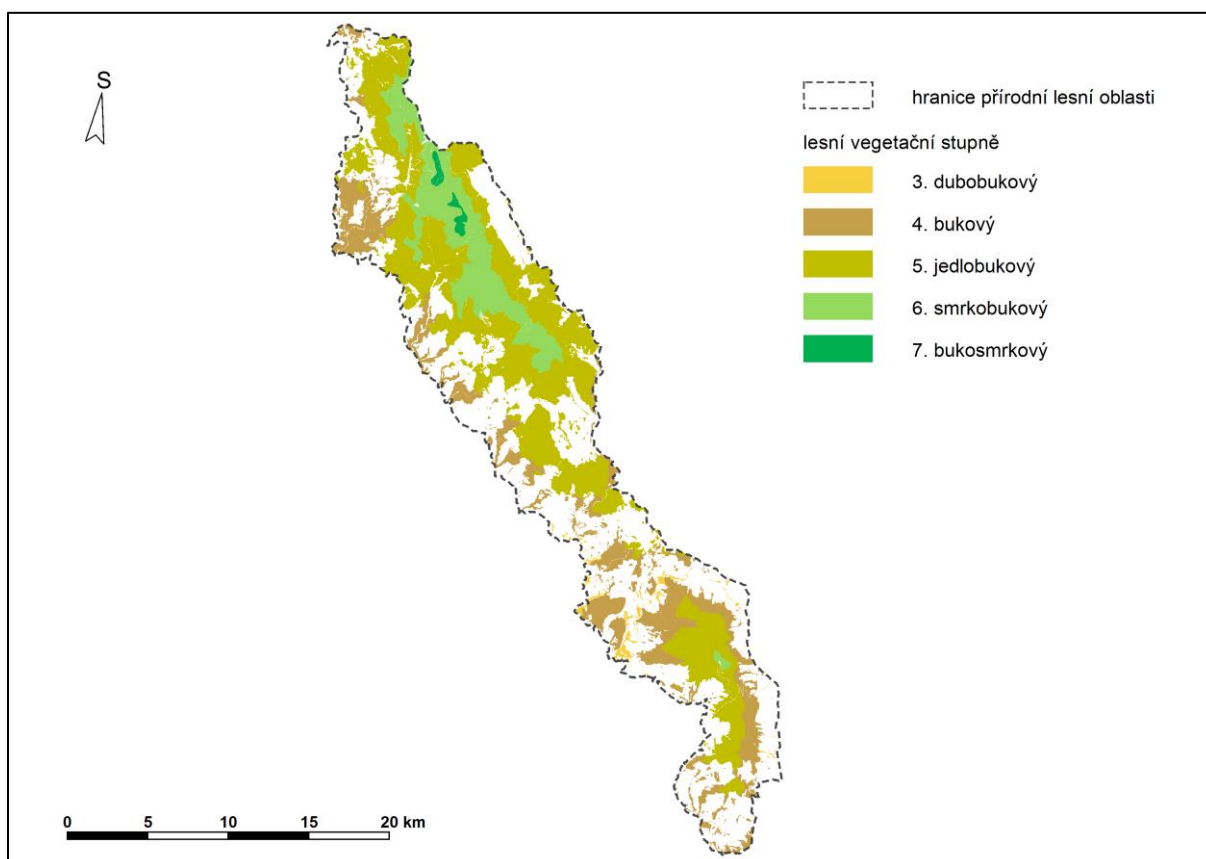 S
hranice přírodní lesní oblasti
lesní vegetační stupně
3. dubobukový
4. bukový
5. jedlobukový
6. smrkobukový
7. bukosmrkový
0 5 10 15 20 km